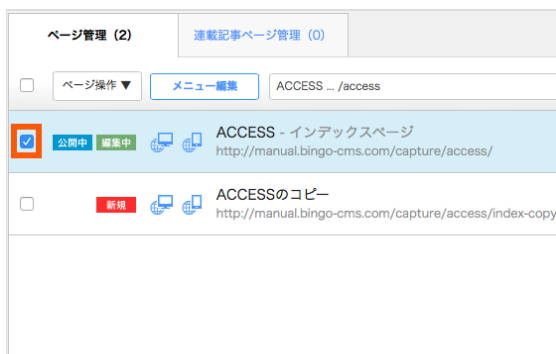 ページ管理（2）
連載記事ページ管理（0）
ページ操作 ▼
メニュー編集
ACCESS ... /access
公開中 編集中 ACCESS - インデックスページ
http://manual.bingo-cms.com/capture/access/
新規 ACCESSのコピー
http://manual.bingo-cms.com/capture/access/index-copy